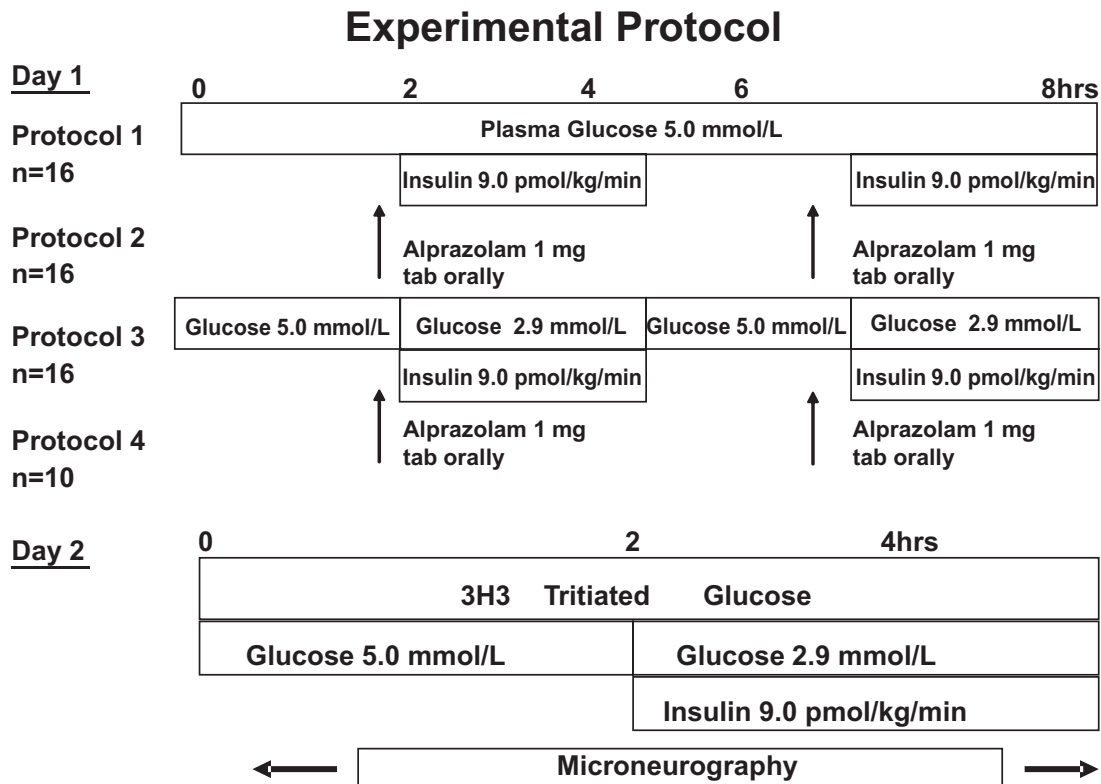 Experimental Protocol
Day 1
0 2 4 6 8hrs
Protocol 1
n=16
Plasma Glucose 5.0 mmol/L
Insulin 9.0 pmol/kg/min
Insulin 9.0 pmol/kg/min
Protocol 2
n=16
Alprazolam 1 mg
tab orally
Alprazolam 1 mg
tab orally
Protocol 3
n=16
Glucose 5.0 mmol/L
Glucose 2.9 mmol/L
Glucose 5.0 mmol/L
Glucose 2.9 mmol/L
Insulin 9.0 pmol/kg/min
Insulin 9.0 pmol/kg/min
Protocol 4
n=10
Alprazolam 1 mg
tab orally
Alprazolam 1 mg
tab orally
Day 2
0 2 4hrs
3H3 Tritiated Glucose
Glucose 5.0 mmol/L
Glucose 2.9 mmol/L
Insulin 9.0 pmol/kg/min
Microneurography